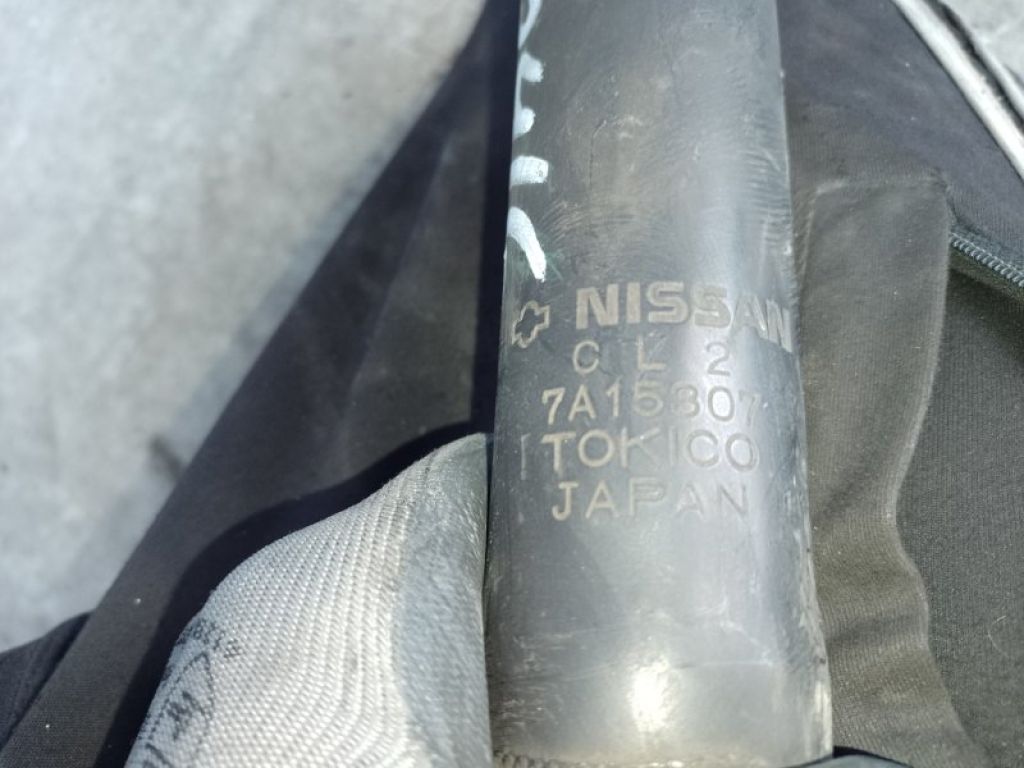 NISSAN
C L 2
7A15307
TOKICO
JAPAN